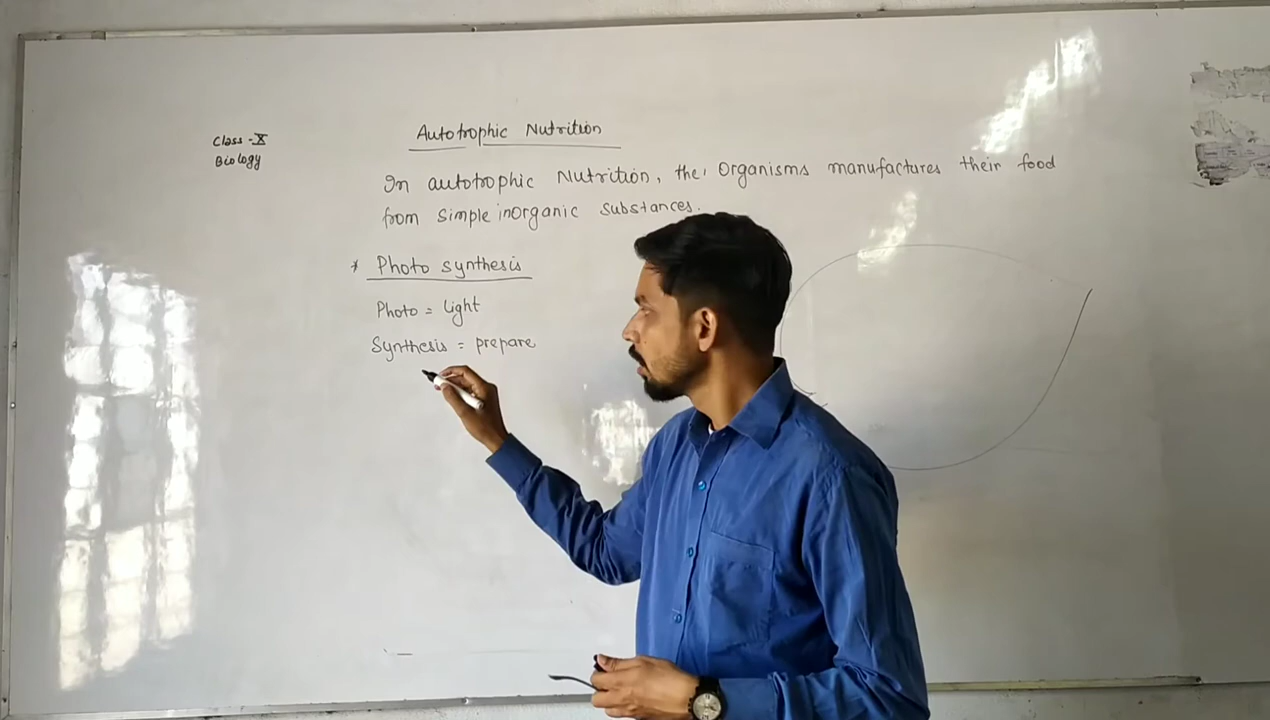 Class - X
Biology
Autotrophic Nutrition
In autotrophic Nutrition, the Organisms manufactures their food
from simple inorganic substances.
* Photo synthesis
Photo = light
Synthesis = prepare